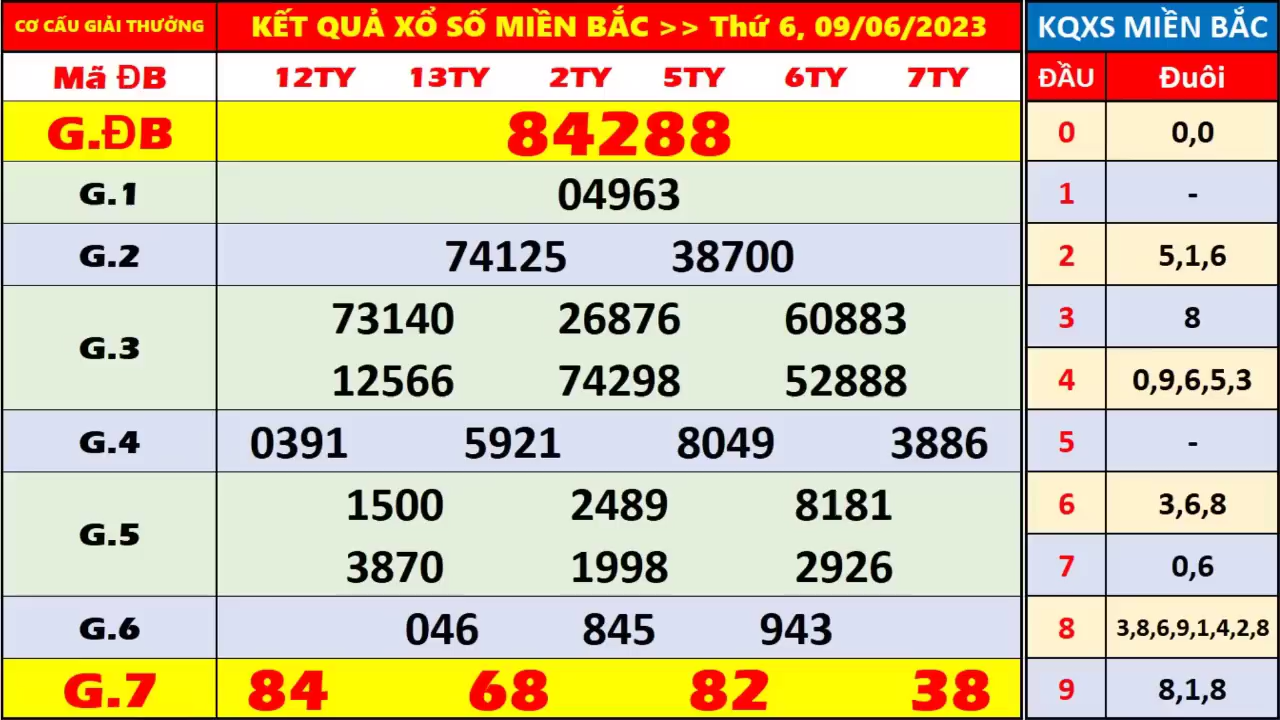 CƠ CẤU GIẢI THƯỞNG KẾT QUẢ XỔ SỐ MIỀN BẮC >> Thứ 6, 09/06/2023
Mã ĐB 12TY 13TY 2TY 5TY 6TY 7TY
G.ĐB 84288
G.1 04963
G.2 74125 38700
G.3 73140 26876 60883
12566 74298 52888
G.4 0391 5921 8049 3886
G.5 1500 2489 8181
3870 1998 2926
G.6 046 845 943
G.7 84 68 82 38
KQXS MIỀN BẮC
ĐẦU Đuôi
0 0,0
1 -
2 5,1,6
3 8
4 0,9,6,5,3
5 -
6 3,6,8
7 0,6
8 3,8,6,9,1,4,2,8
9 8,1,8